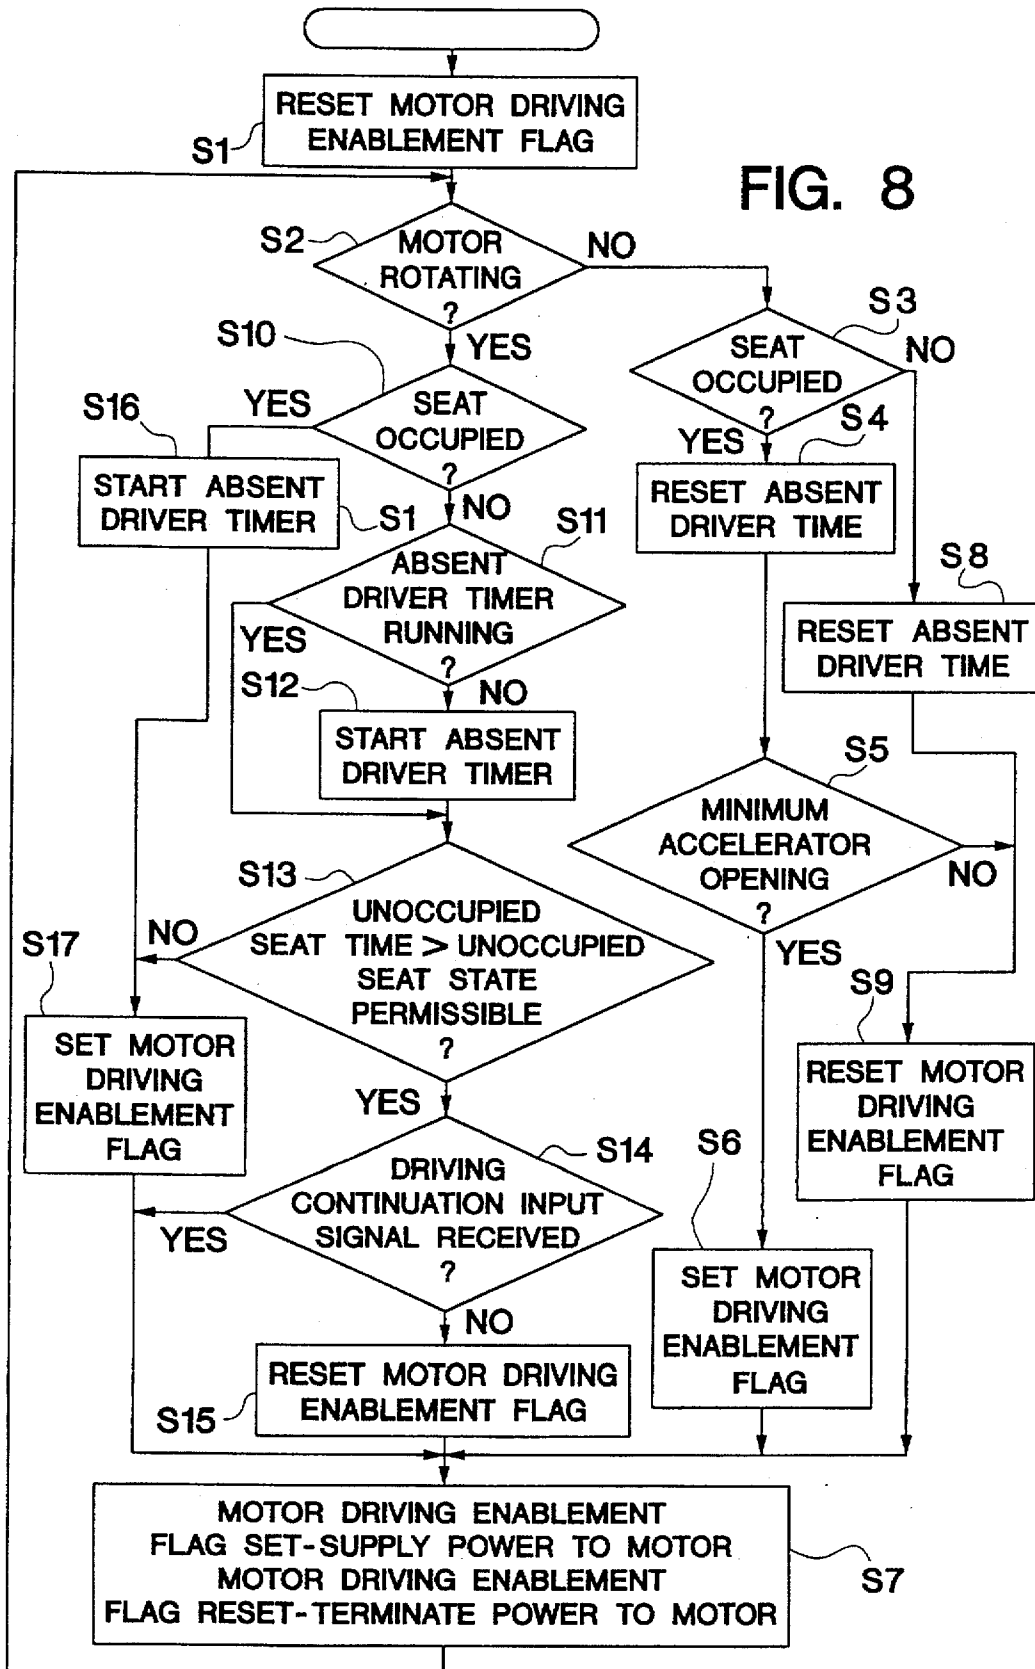 RESET MOTOR DRIVING
ENABLEMENT FLAG
S1
FIG. 8
S2
MOTOR
ROTATING
?
NO
YES
S3
SEAT
OCCUPIED
?
NO
YES
S10
SEAT
OCCUPIED
?
YES
NO
S16
START ABSENT
DRIVER TIMER
S1
S4
RESET ABSENT
DRIVER TIME
S11
ABSENT
DRIVER TIMER
RUNNING
?
YES
NO
S8
RESET ABSENT
DRIVER TIME
S12
START ABSENT
DRIVER TIMER
S5
MINIMUM
ACCELERATOR
OPENING
?
NO
YES
S13
UNOCCUPIED
SEAT TIME > UNOCCUPIED
SEAT STATE
PERMISSIBLE
?
NO
YES
S17
SET MOTOR
DRIVING
ENABLEMENT
FLAG
S9
RESET MOTOR
DRIVING
ENABLEMENT
FLAG
S14
DRIVING
CONTINUATION INPUT
SIGNAL RECEIVED
?
YES
NO
S6
SET MOTOR
DRIVING
ENABLEMENT
FLAG
RESET MOTOR DRIVING
ENABLEMENT FLAG
S15
MOTOR DRIVING ENABLEMENT
FLAG SET-SUPPLY POWER TO MOTOR
MOTOR DRIVING ENABLEMENT
FLAG RESET-TERMINATE POWER TO MOTOR
S7